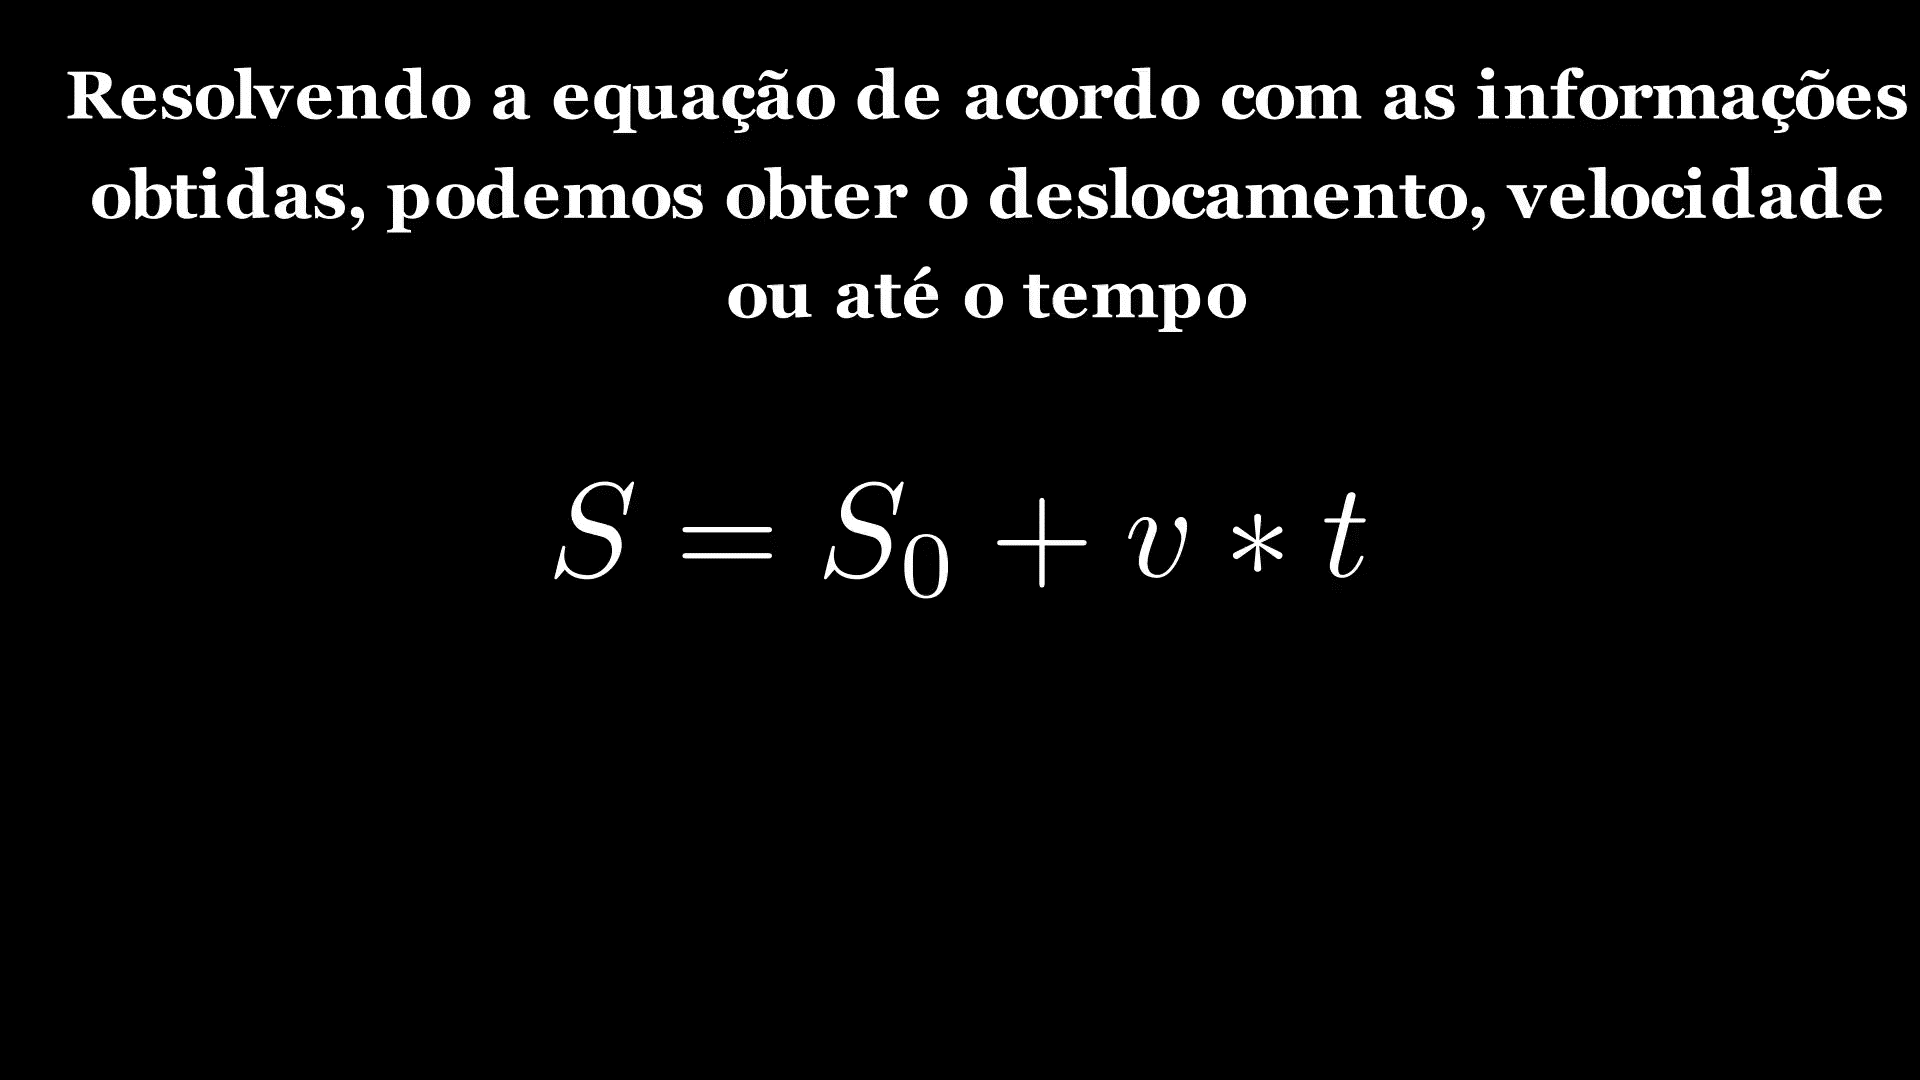 Resolvendo a equação de acordo com as informações
obtidas, podemos obter o deslocamento, velocidade
ou até o tempo
S = S₀ + v * t